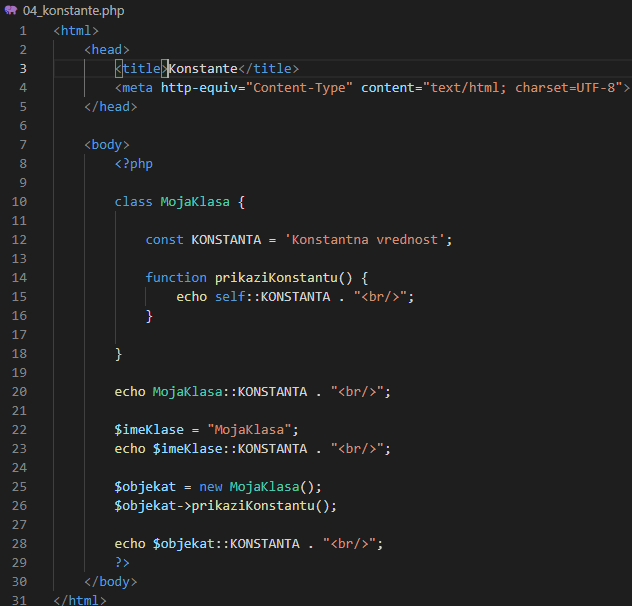 04_konstante.php
1 <html>
2 <head>
3 <title>Konstante</title>
4 <meta http-equiv="Content-Type" content="text/html; charset=UTF-8">
5 </head>
6
7 <body>
8 <?php
9
10 class MojaKlasa {
11
12 const KONSTANTA = 'Konstantna vrednost';
13
14 function prikaziKonstantu() {
15 echo self::KONSTANTA . "<br/>";
16 }
17
18 }
19
20 echo MojaKlasa::KONSTANTA . "<br/>";
21
22 $imeKlase = "MojaKlasa";
23 echo $imeKlase::KONSTANTA . "<br/>";
24
25 $objekat = new MojaKlasa();
26 $objekat->prikaziKonstantu();
27
28 echo $objekat::KONSTANTA . "<br/>";
29 ?>
30 </body>
31 </html>